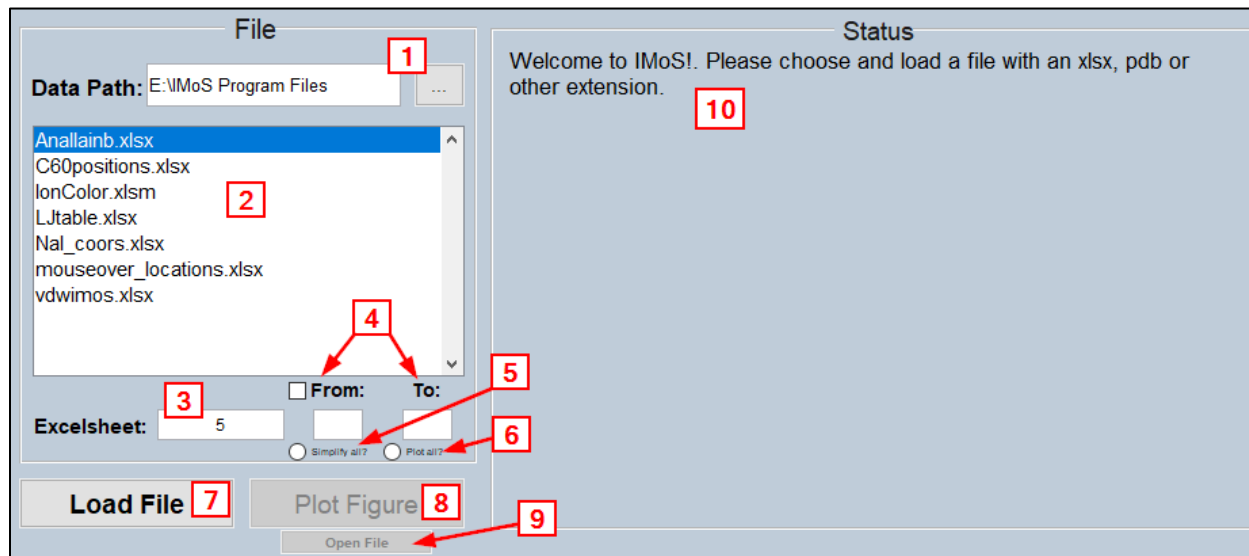 File
Status
1
Data Path: E:\IMoS Program Files ...
Welcome to IMoS!. Please choose and load a file with an xlsx, pdb or
other extension.
10
Anallainb.xlsx
C60positions.xlsx
IonColor.xlsm
2
LJtable.xlsx
Nal_coors.xlsx
mouseover_locations.xlsx
vdwimos.xlsx
4
5
3
From: To:
Excelsheet: 5
6
Simplify all? Plot all?
Load File 7
Plot Figure 8
9
Open File